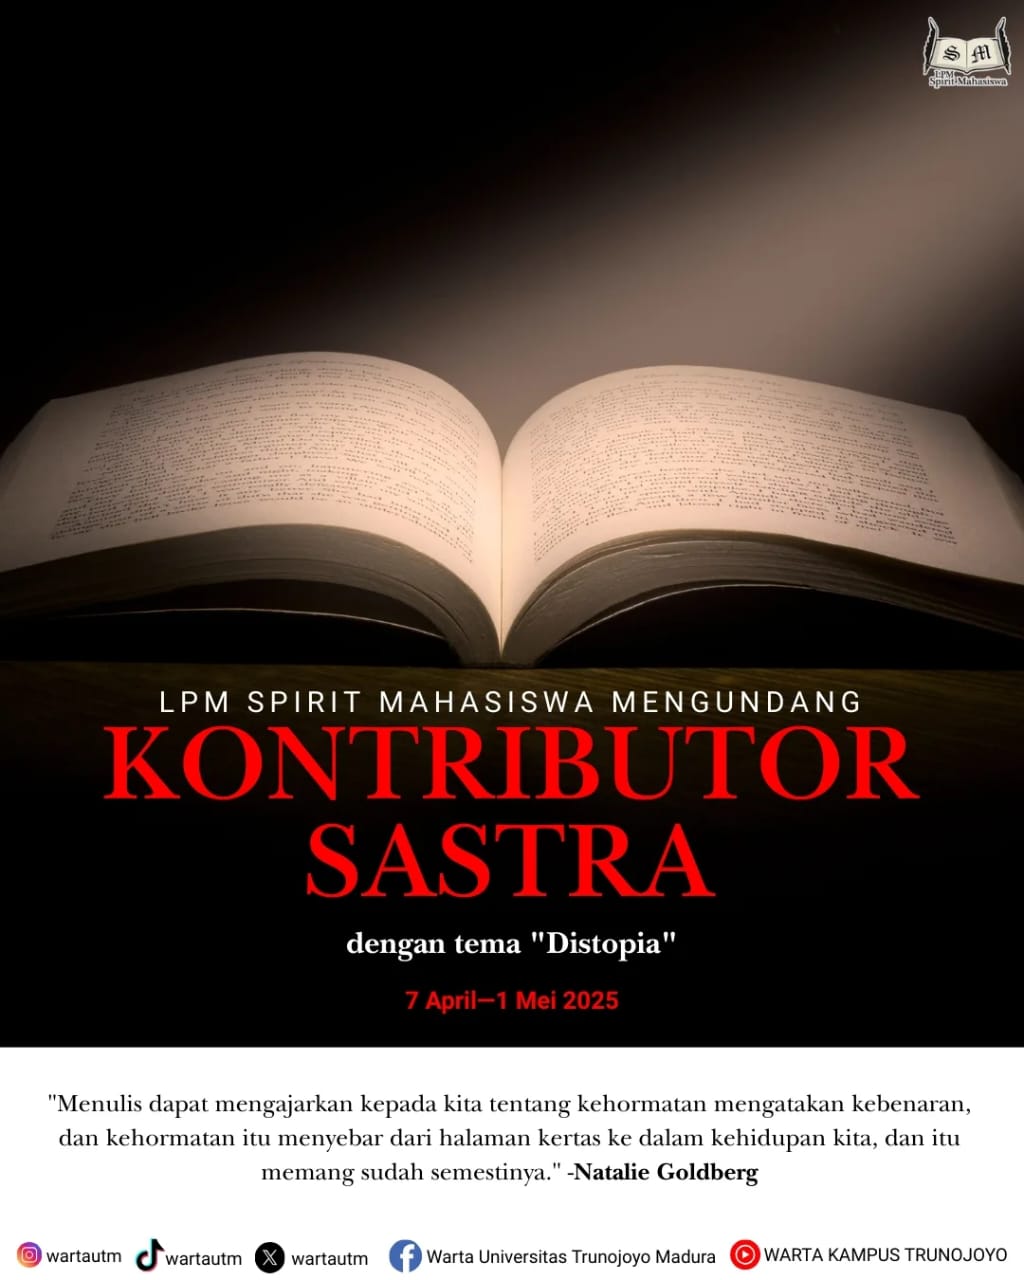 S M
LPM
Spirit Mahasiswa
LPM SPIRIT MAHASISWA MENGUNDANG
KONTRIBUTOR
SASTRA
dengan tema "Distopia"
7 April—1 Mei 2025
"Menulis dapat mengajarkan kepada kita tentang kehormatan mengatakan kebenaran,
dan kehormatan itu menyebar dari halaman kertas ke dalam kehidupan kita, dan itu
memang sudah semestinya." -Natalie Goldberg
wartautm wartautm wartautm Warta Universitas Trunojoyo Madura WARTA KAMPUS TRUNOJOYO